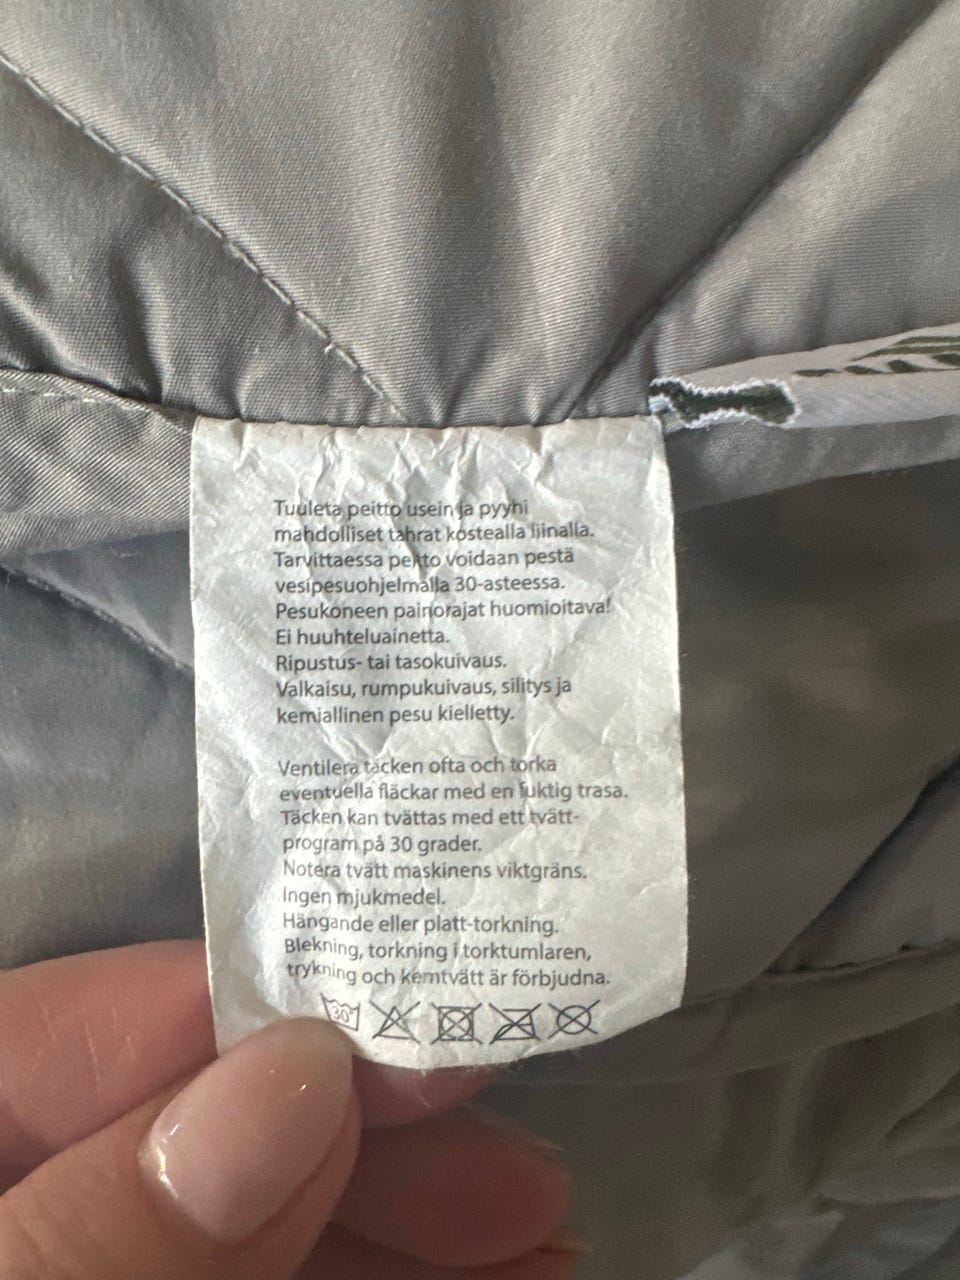 Tuuleta peitto usein ja pyyhi
mahdolliset tahrat kostealla liinalla.
Tarvittaessa peitto voidaan pestä
vesipesuohjelmalla 30-asteessa.
Pesukoneen painorajat huomioitava!
Ei huuhteluainetta.
Ripustus- tai tasokuivaus.
Valkaisu, rumpukuivaus, silitys ja
kemiallinen pesu kielletty.
Ventilera täcken ofta och torka
eventuella fläckar med en fuktig trasa.
Täcken kan tvättas med ett tvätt-
program på 30 grader.
Notera tvätt maskinens viktgräns.
Ingen mjukmedel.
Hängande eller platt-torkning.
Blekning, torkning i torktumlaren,
trykning och kemtvätt är förbjudna.
30°